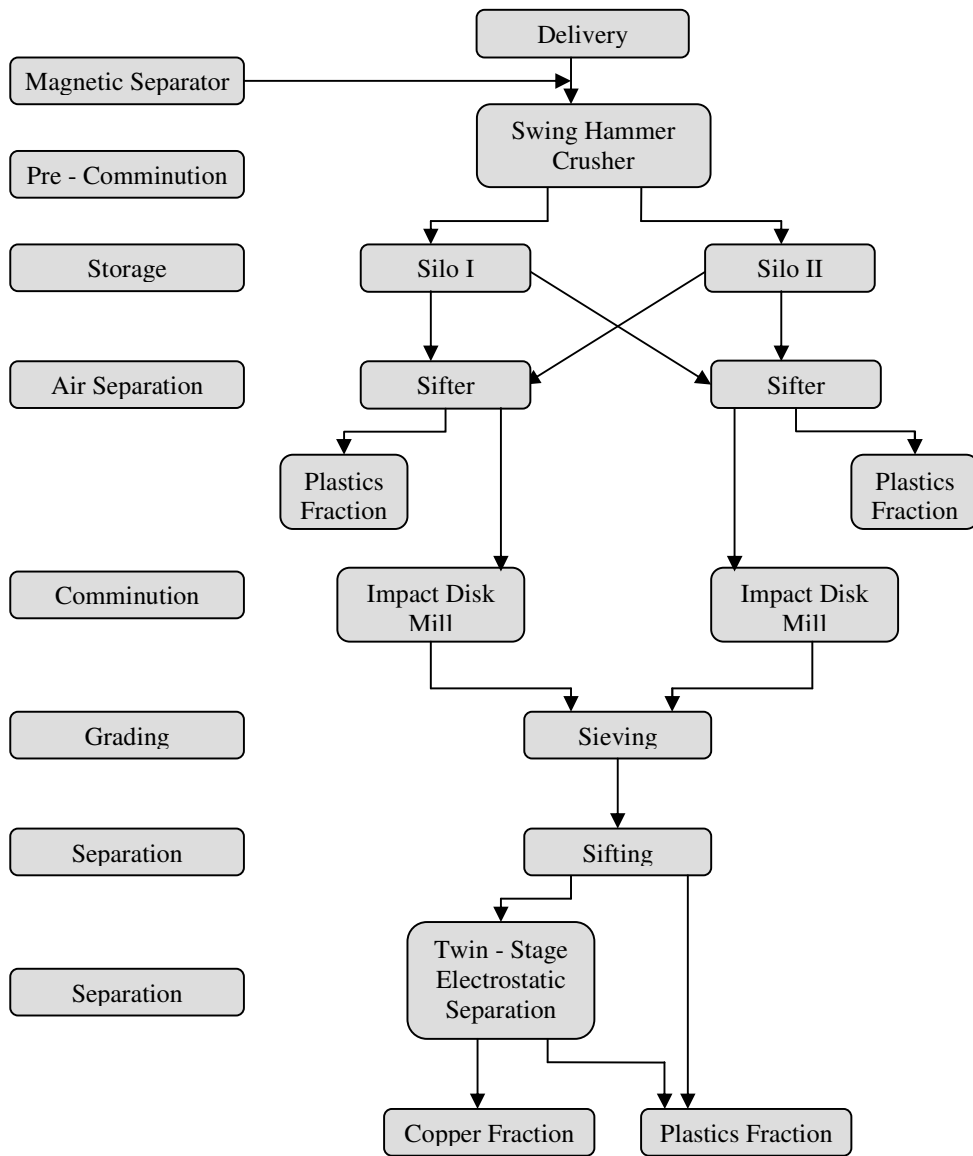 Delivery
Magnetic Separator
Swing Hammer
Crusher
Pre - Comminution
Storage
Silo I
Silo II
Air Separation
Sifter
Sifter
Plastics
Fraction
Plastics
Fraction
Comminution
Impact Disk
Mill
Impact Disk
Mill
Grading
Sieving
Separation
Sifting
Twin - Stage
Electrostatic
Separation
Separation
Copper Fraction
Plastics Fraction